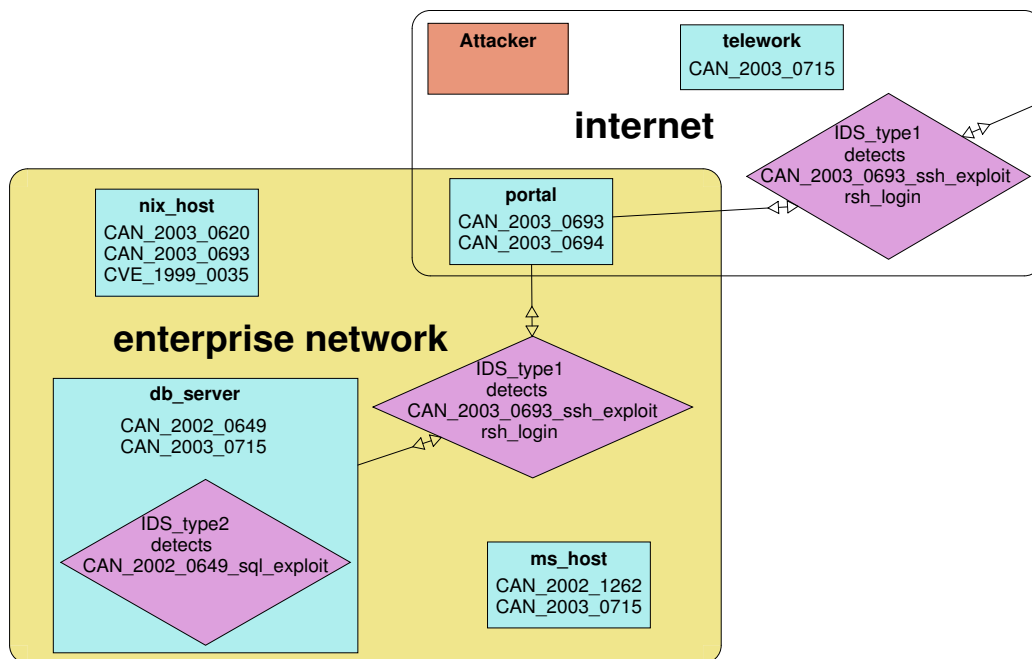 Attacker
telework
CAN_2003_0715
internet
IDS_type1
detects
CAN_2003_0693_ssh_exploit
rsh_login
portal
CAN_2003_0693
CAN_2003_0694
nix_host
CAN_2003_0620
CAN_2003_0693
CVE_1999_0035
enterprise network
IDS_type1
detects
CAN_2003_0693_ssh_exploit
rsh_login
db_server
CAN_2002_0649
CAN_2003_0715
IDS_type2
detects
CAN_2002_0649_sql_exploit
ms_host
CAN_2002_1262
CAN_2003_0715